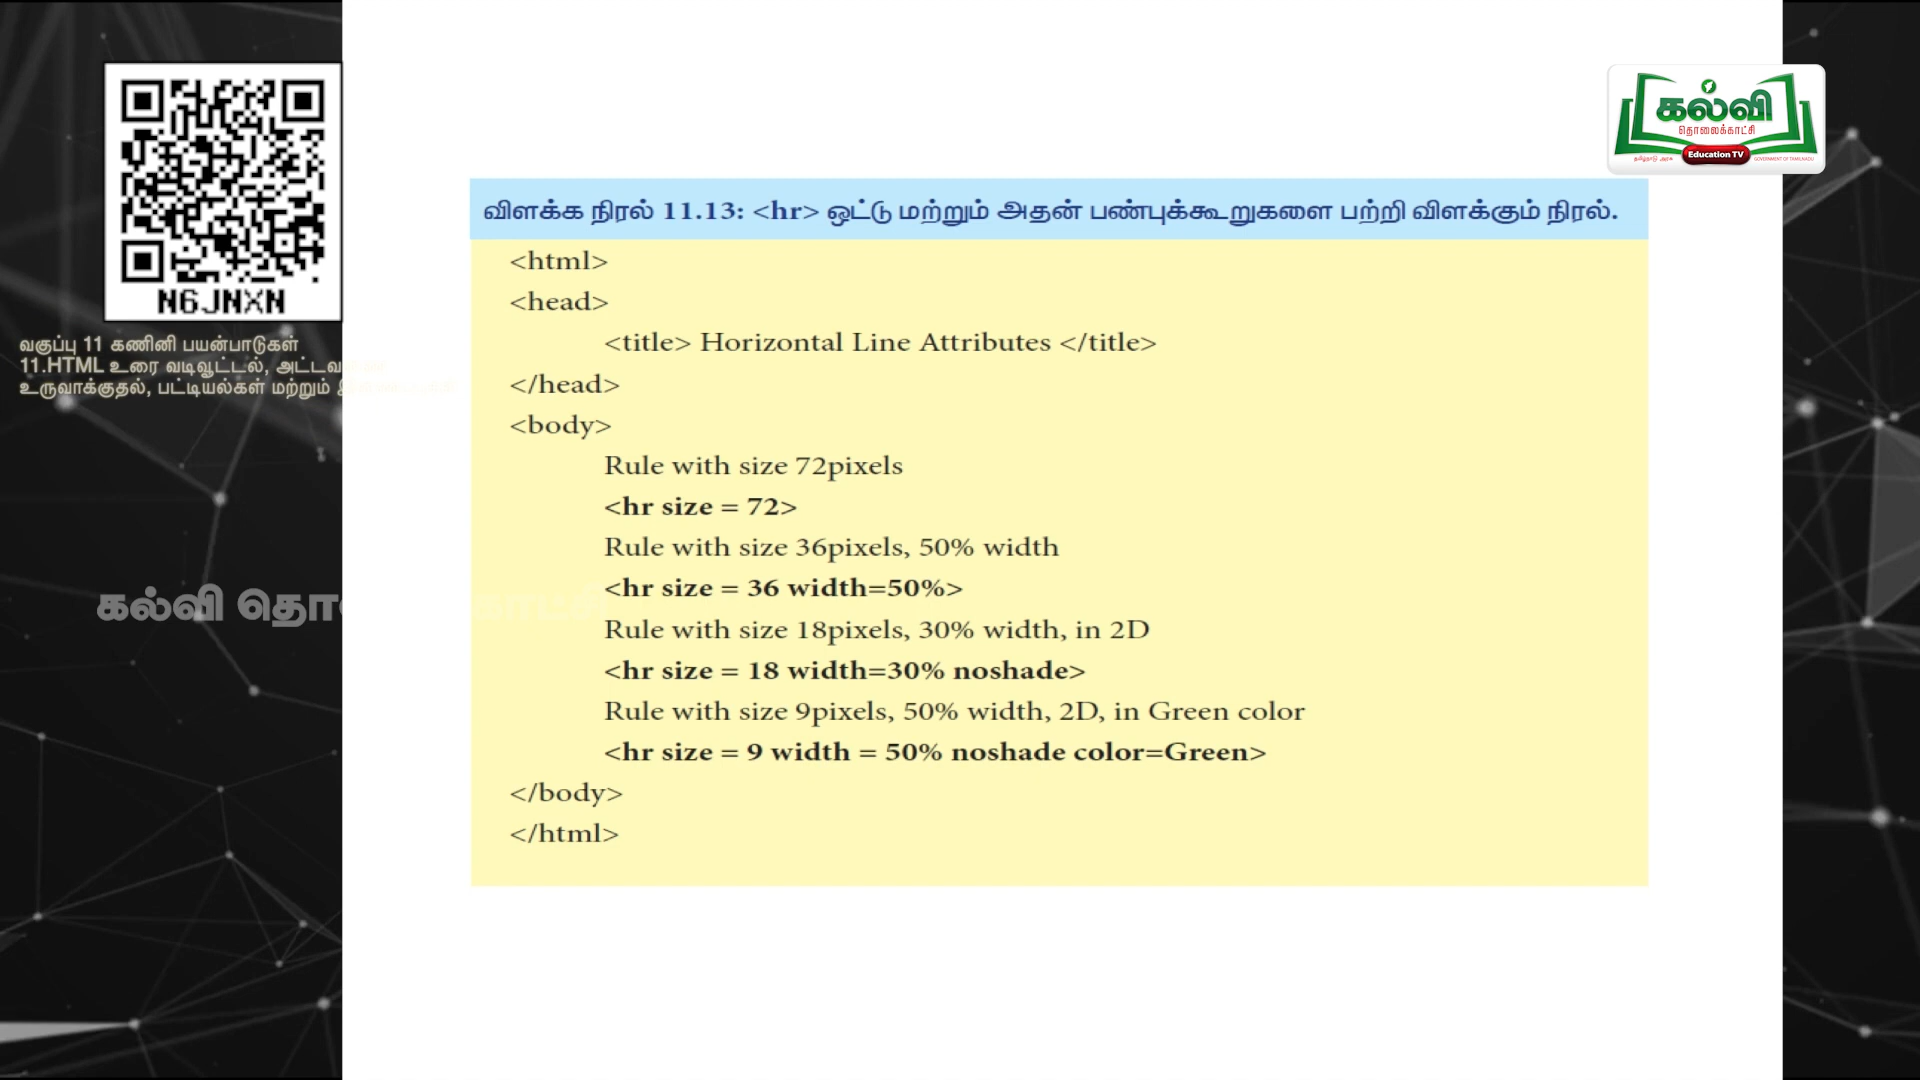 N6JNXN
வகுப்பு 11 கணினி பயன்பாடுகள்
11.HTML உரை வடிவூட்டல்,
உருவாக்குதல், பட்டியல்கள் மற்றும்
கல்வி
கல்வி
தொலைக்காட்சி
Education TV
தமிழ்நாடு அரசு
GOVERNMENT OF TAMILNADU
விளக்க நிரல் 11.13: <hr> ஒட்டு மற்றும் அதன் பண்புக்கூறுகளை பற்றி விளக்கும் நிரல்.
<html>
<head>
<title> Horizontal Line Attributes </title>
</head>
<body>
Rule with size 72pixels
<hr size = 72>
Rule with size 36pixels, 50% width
<hr size = 36 width=50%>
Rule with size 18pixels, 30% width, in 2D
<hr size = 18 width=30% noshade>
Rule with size 9pixels, 50% width, 2D, in Green color
<hr size = 9 width = 50% noshade color=Green>
</body>
</html>